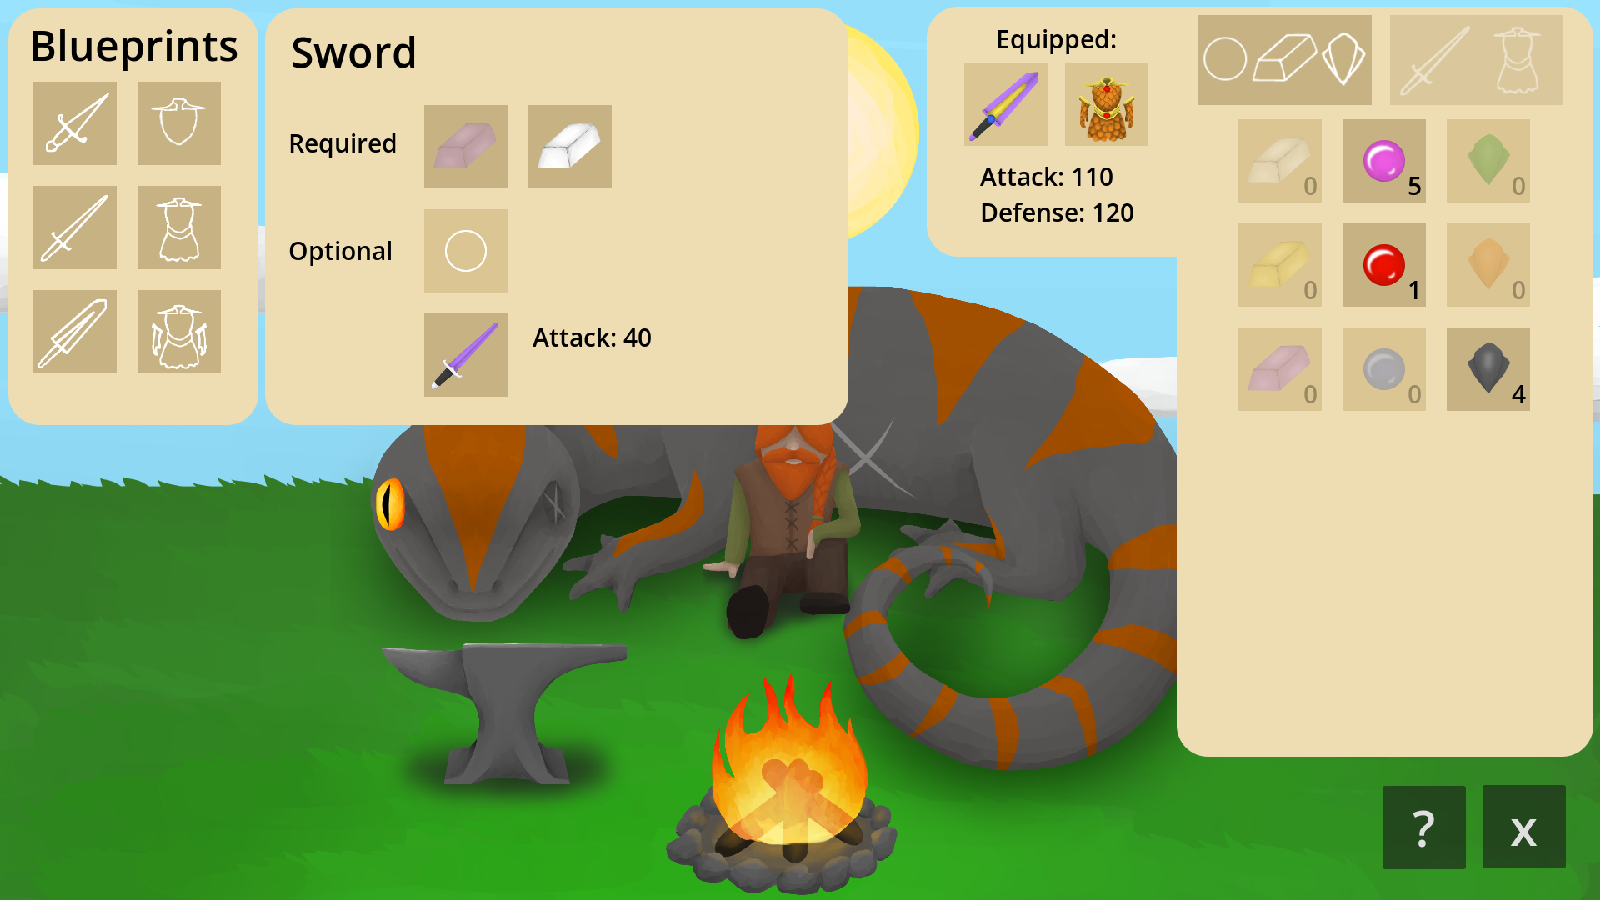 Blueprints
Sword
Required
Optional
Attack: 40
Equipped:
Attack: 110
Defense: 120
0
5
0
0
1
0
0
0
4
?
x